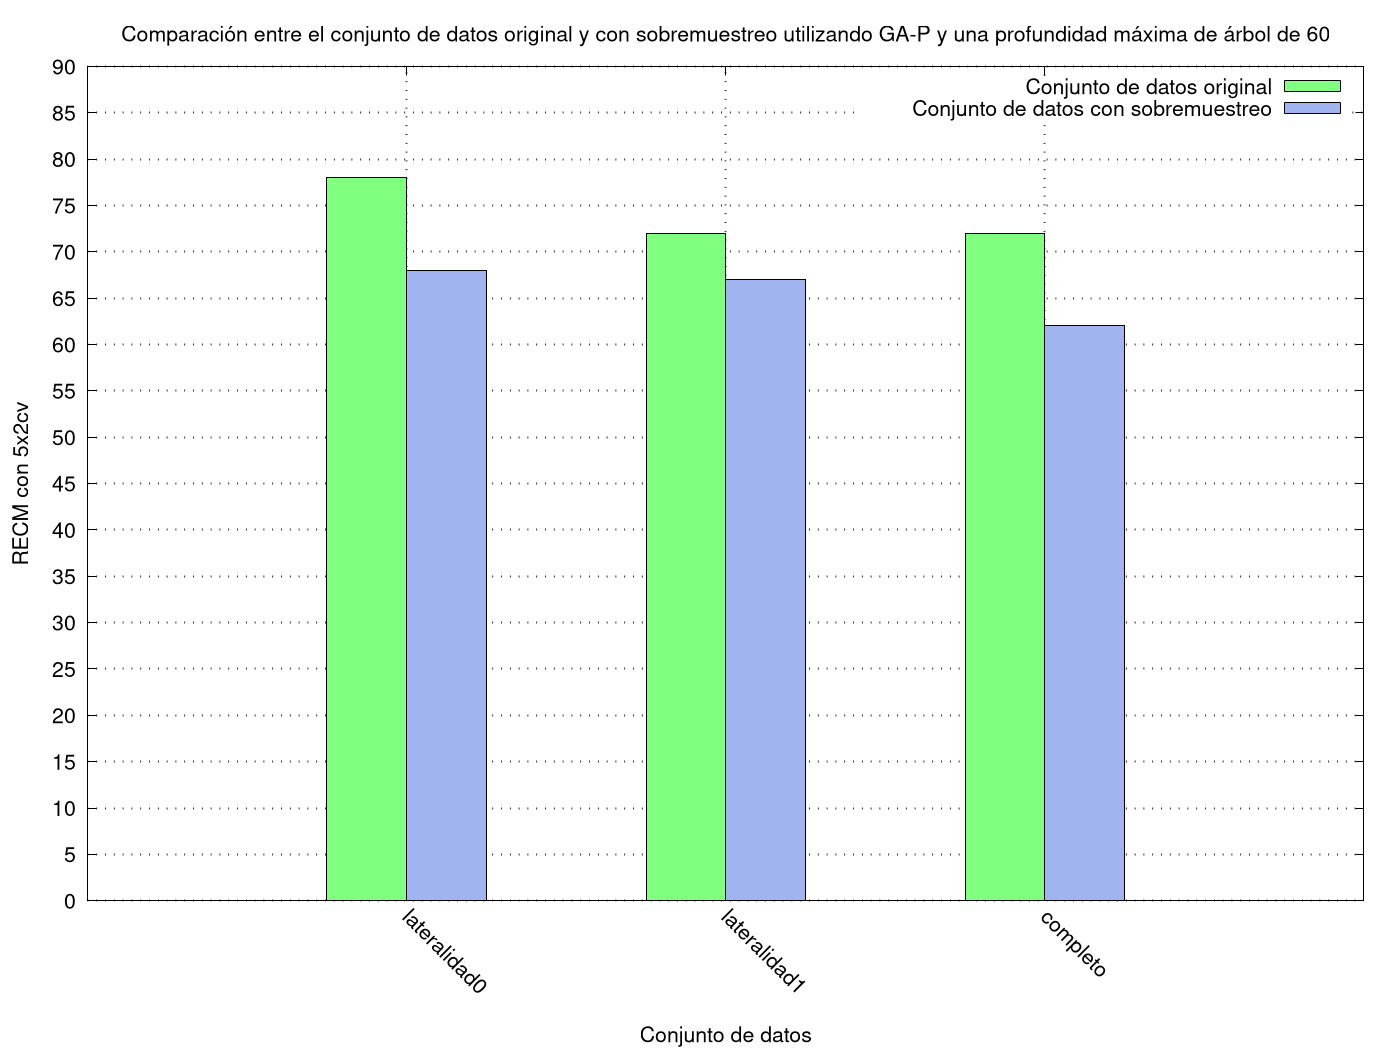 Comparación entre el conjunto de datos original y con sobremuestreo utilizando GA-P y una profundidad máxima de árbol de 60
Conjunto de datos original
Conjunto de datos con sobremuestreo
90
85
80
75
70
65
60
55
50
45
40
35
30
25
20
15
10
5
0
RECM con 5x2cv
lateralidad0
lateralidad1
completo
Conjunto de datos